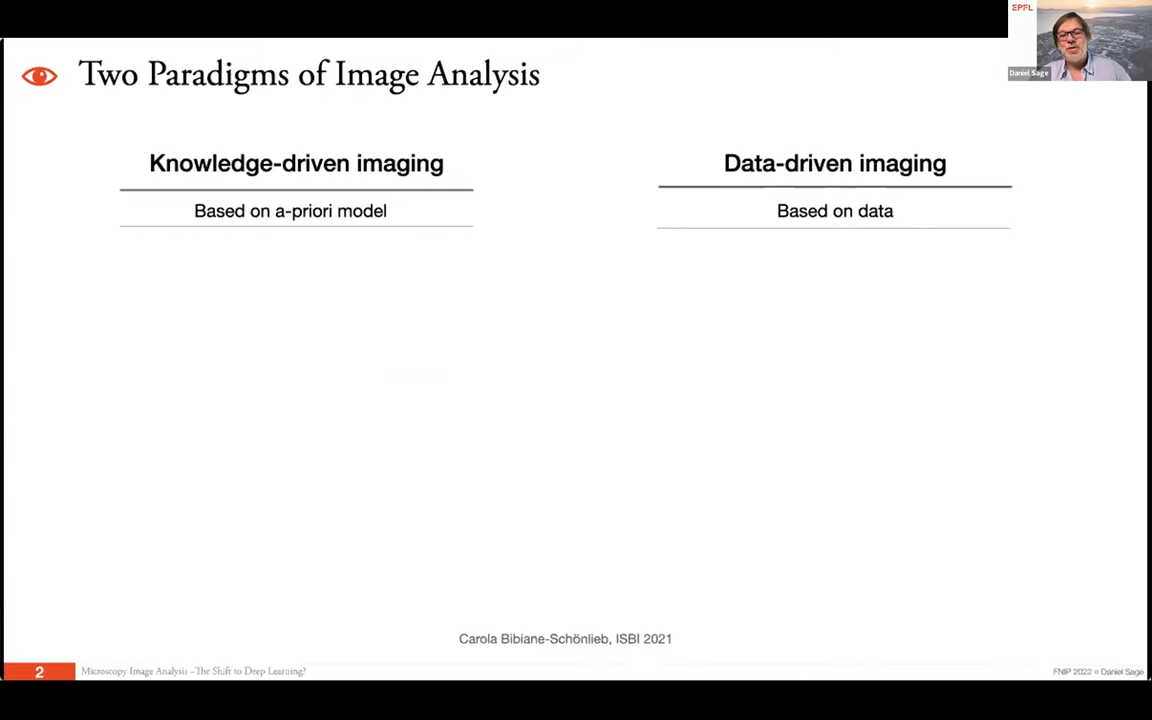 EPFL
Daniel Sage
Two Paradigms of Image Analysis
Knowledge-driven imaging
Based on a-priori model
Data-driven imaging
Based on data
Carola Bibiane-Schönlieb, ISBI 2021
2
Microscopy Image Analysis –The Shift to Deep Learning?
FNIP 2022 ¤ Daniel Sage